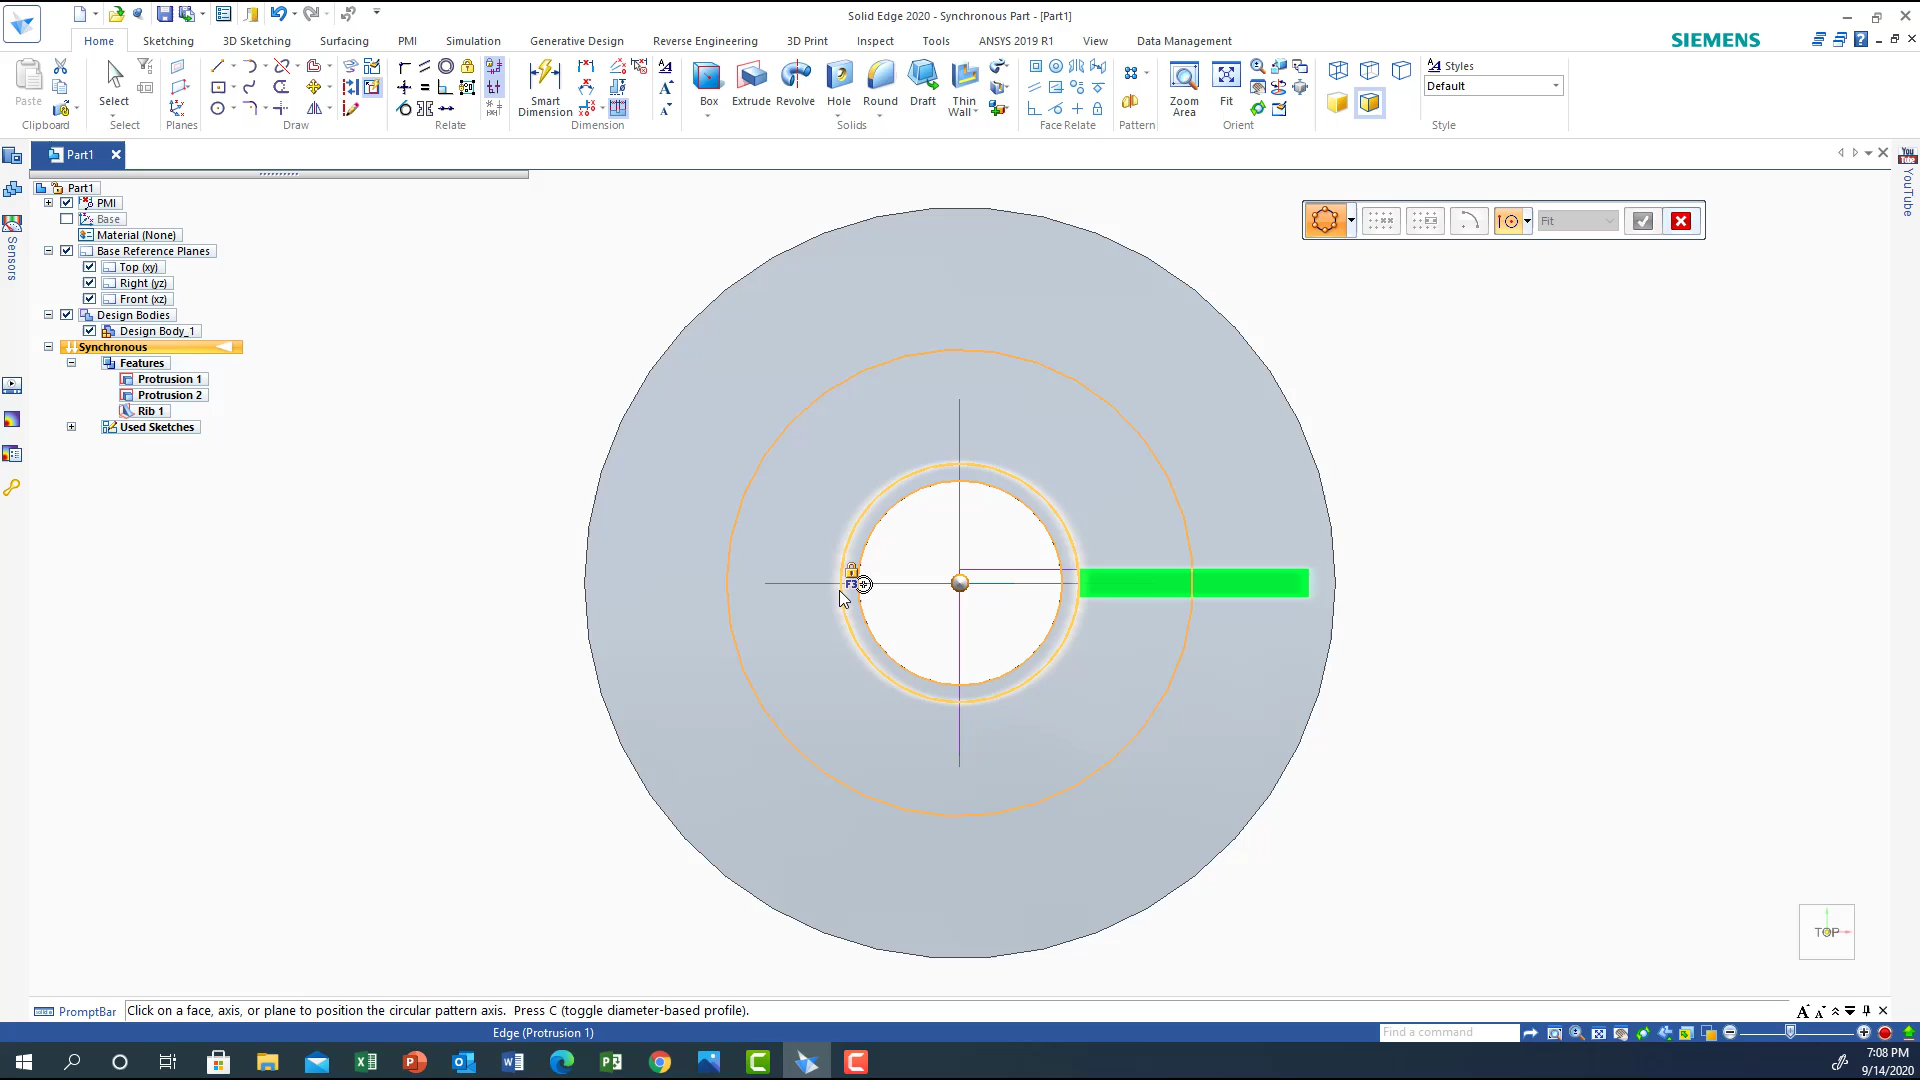 Solid Edge 2020 - Synchronous Part - [Part1]
Home
Sketching
3D Sketching
Surfacing
PMI
Simulation
Generative Design
Reverse Engineering
3D Print
Inspect
Tools
ANSYS 2019 R1
View
Data Management
SIEMENS
Paste
Clipboard
Select
Select
Planes
Draw
Relate
Smart
Dimension
Dimension
Box
Extrude
Revolve
Hole
Round
Draft
Thin
Wall
Solids
Face Relate
Pattern
Zoom
Area
Fit
Orient
Styles
Default
Style
Part1
You
Tube
YouTube
Sensors
Part1
PMI
Base
Material (None)
Base Reference Planes
Top (xy)
Right (yz)
Front (xz)
Design Bodies
Design Body_1
Synchronous
Features
Protrusion 1
Protrusion 2
Rib 1
Used Sketches
Fit
F3
TOP
PromptBar
Click on a face, axis, or plane to position the circular pattern axis.  Press C (toggle diameter-based profile).
Edge (Protrusion 1)
Find a command
7:08 PM
9/14/2020